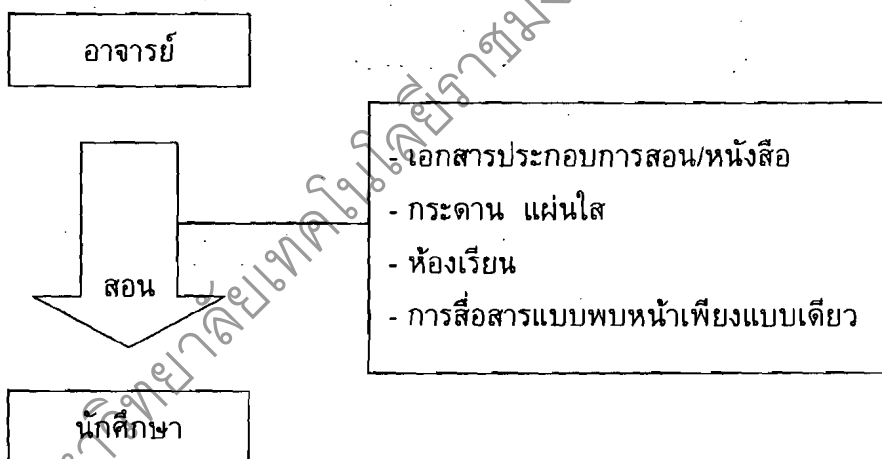 อาจารย์
- เอกสารประกอบการสอน/หนังสือ
- กระดาน แผ่นใส
- ห้องเรียน
- การสื่อสารแบบพบหน้าเพียงแบบเดียว
สอน
นักศึกษา